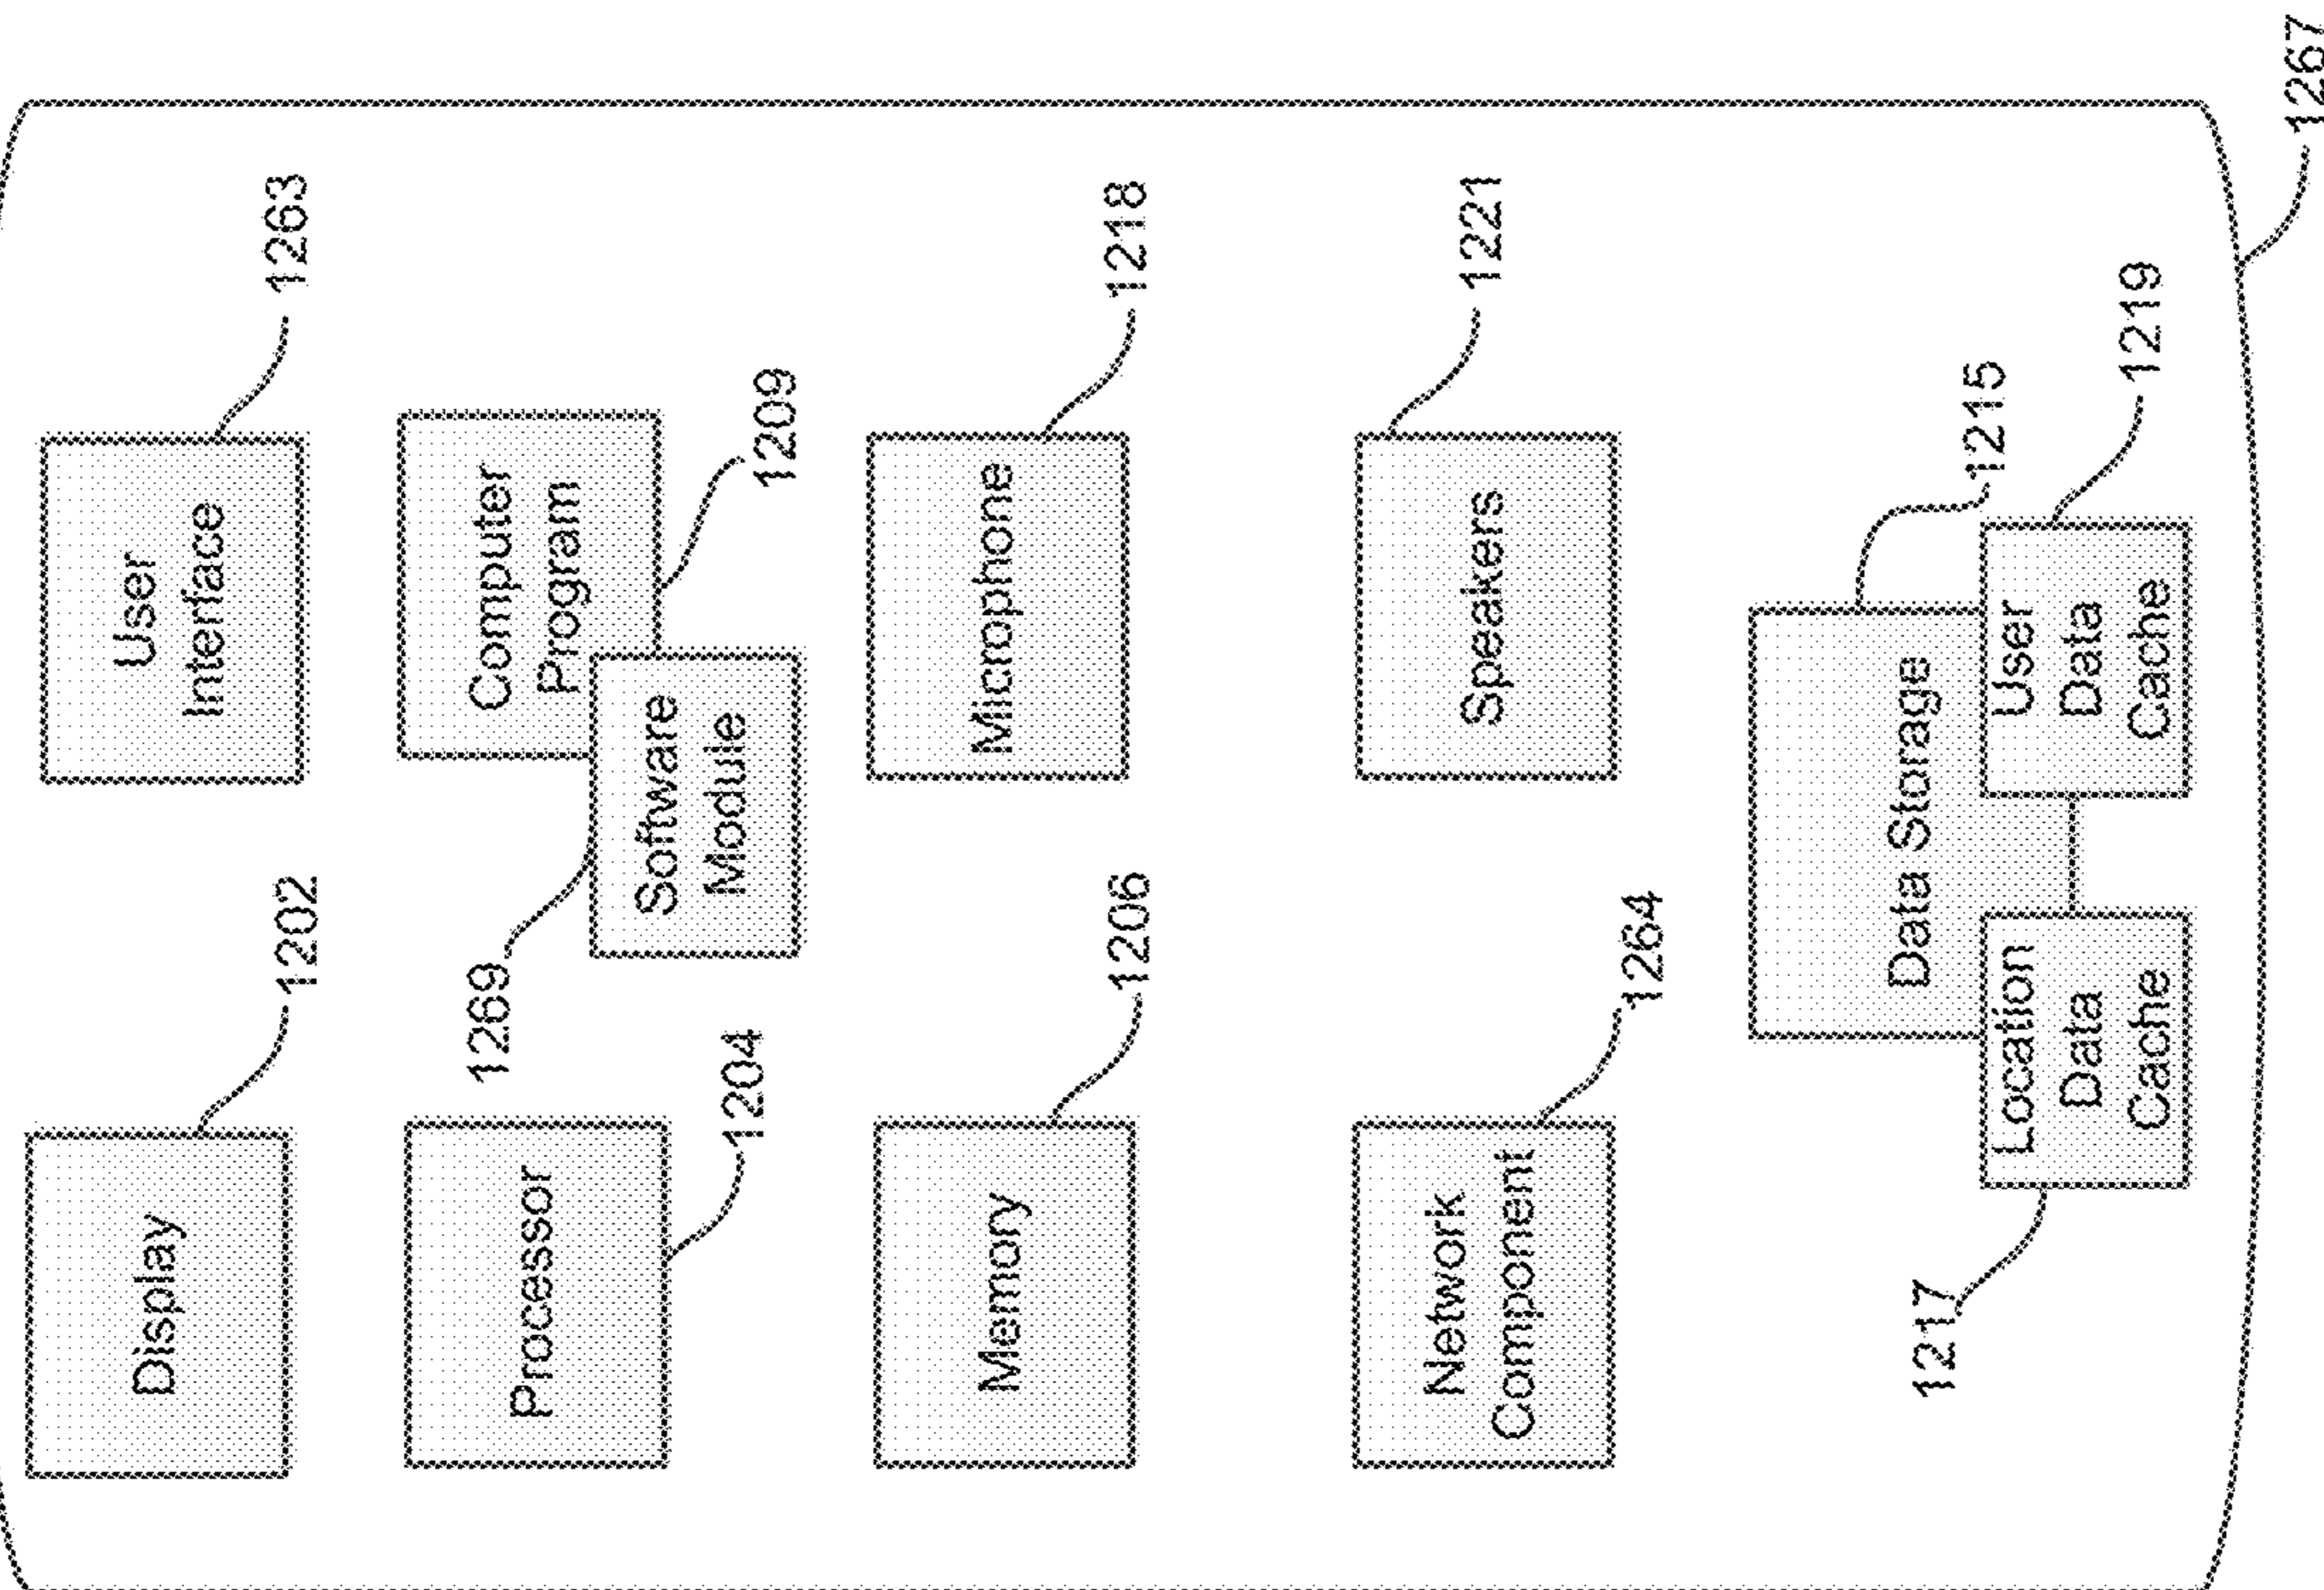 Display
1202
User
Interface
1263
Processor
1204
1269
Software
Module
Computer
Program
1209
Memory
1206
Microphone
1218
Network
Component
1264
Speakers
1221
Data Storage
1215
1217
Location
Data
Cache
User
Data
Cache
1219
1267